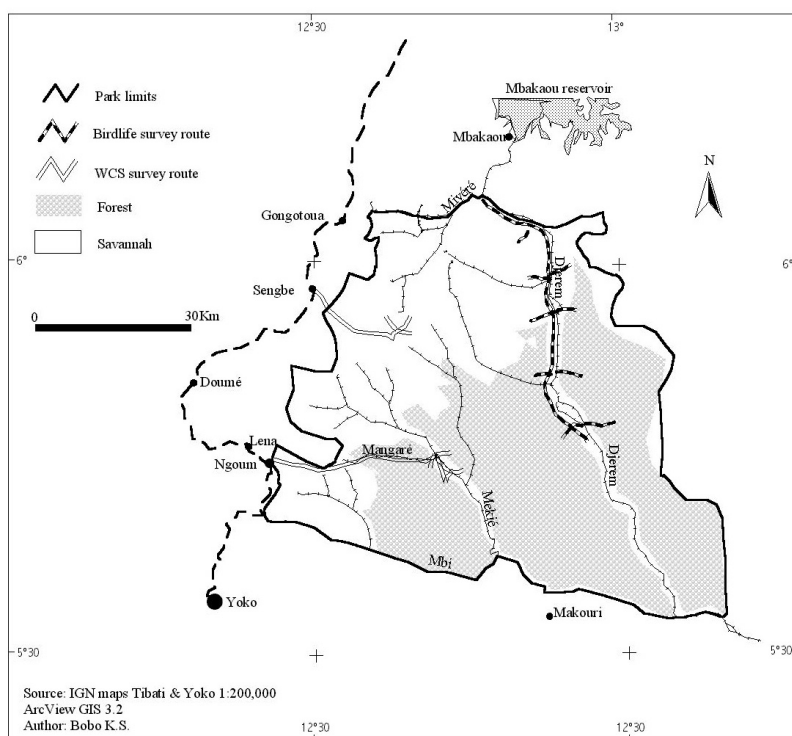 12°30
13°
Mbakaou reservoir
Park limits
Birdlife survey route
Mbakaou
WCS survey route
N
Forest
Mivéré
Gongotoua
Savannah
6°
6°
Djerem
Sengbe
0
30Km
Doumé
Lena
Mangaré
Ngoum
Djerem
Mekié
Mbi
Yoko
Makouri
5°30
5°30
Source: IGN maps Tibati & Yoko 1:200,000
ArcView GIS 3.2
Author: Bobo K.S.
12°30
12°30